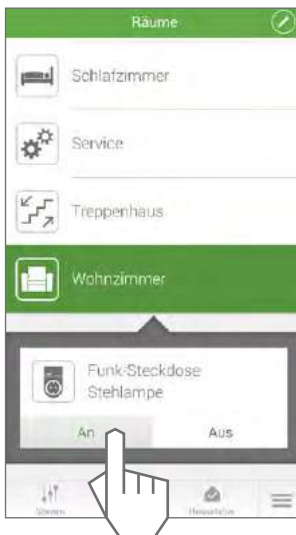 Räume
Schlafzimmer
Service
Treppenhaus
Wohnzimmer
Funk-Steckdose
Stehlampe
An
Aus